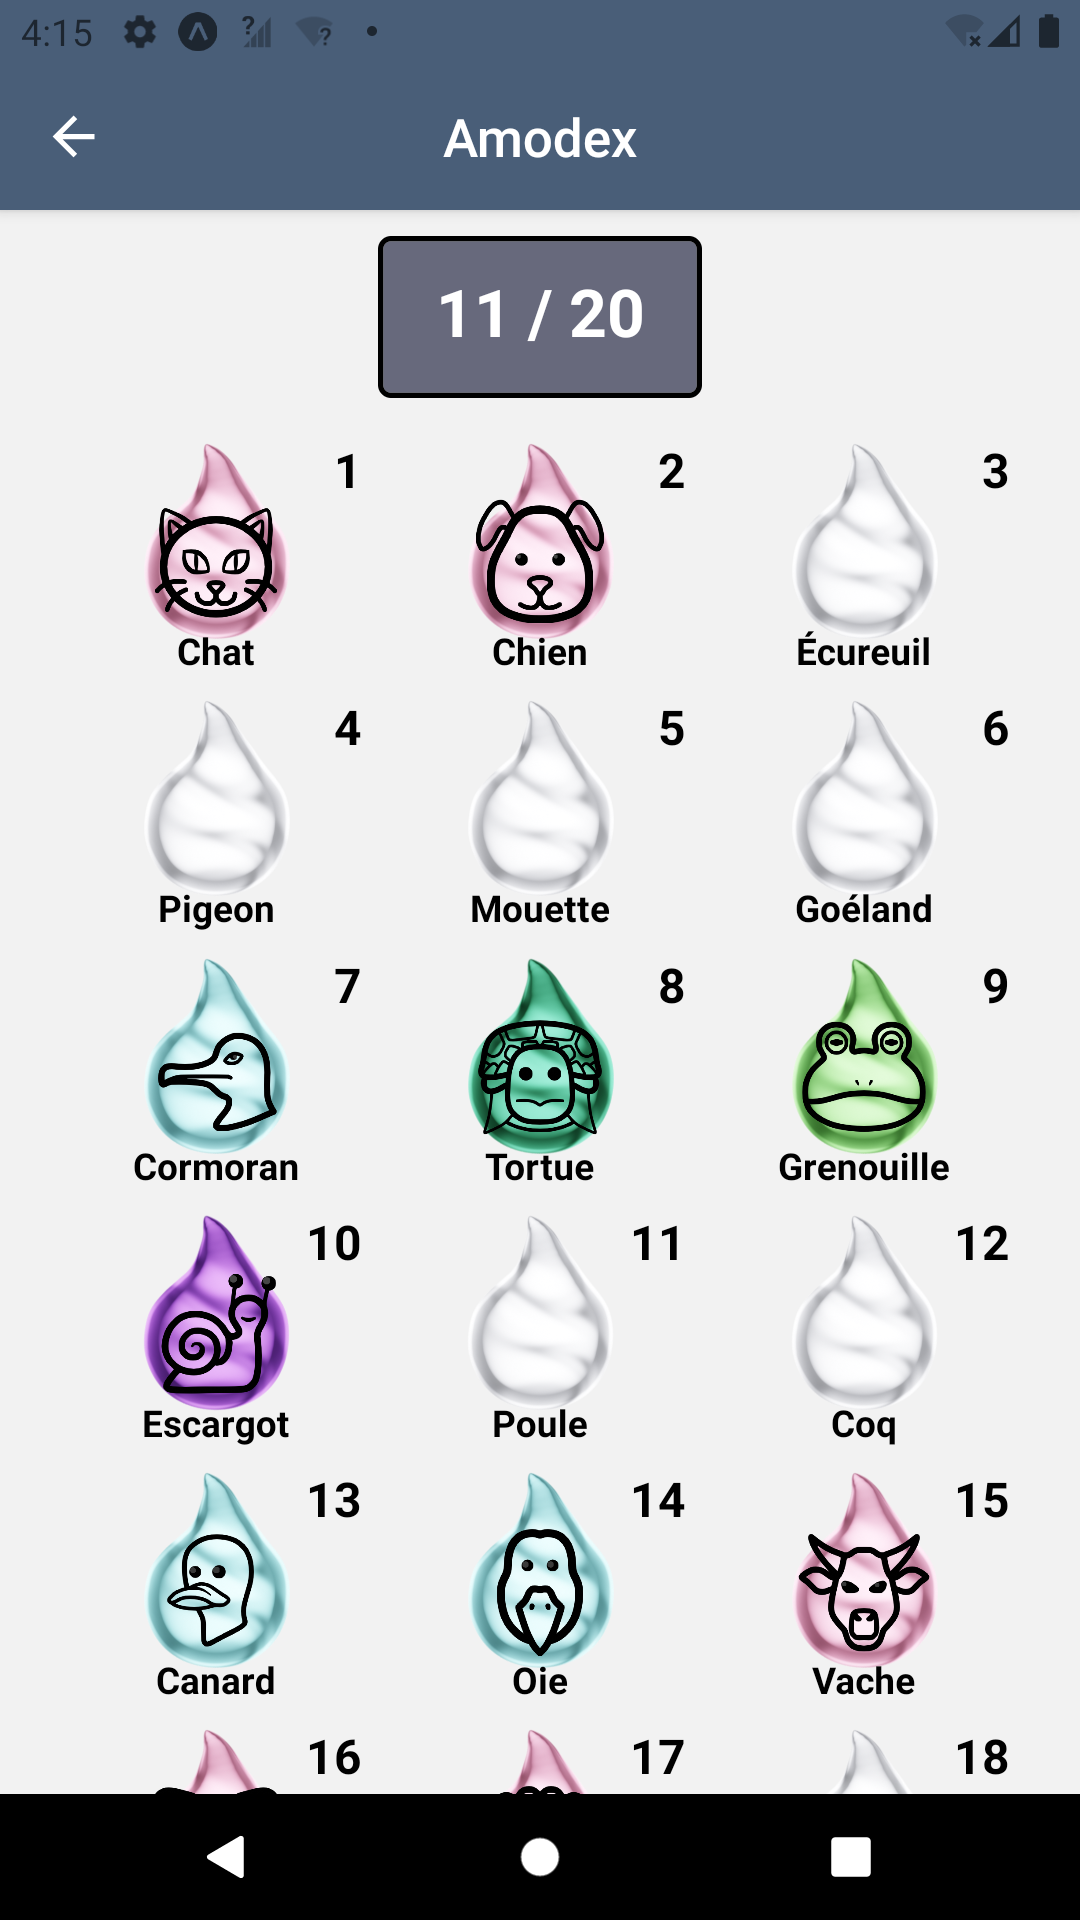 4:15
Amodex
11 / 20
1 2 3
Chat Chien Écureuil
4 5 6
Pigeon Mouette Goéland
7 8 9
Cormoran Tortue Grenouille
10 11 12
Escargot Poule Coq
13 14 15
Canard Oie Vache
16 17 18